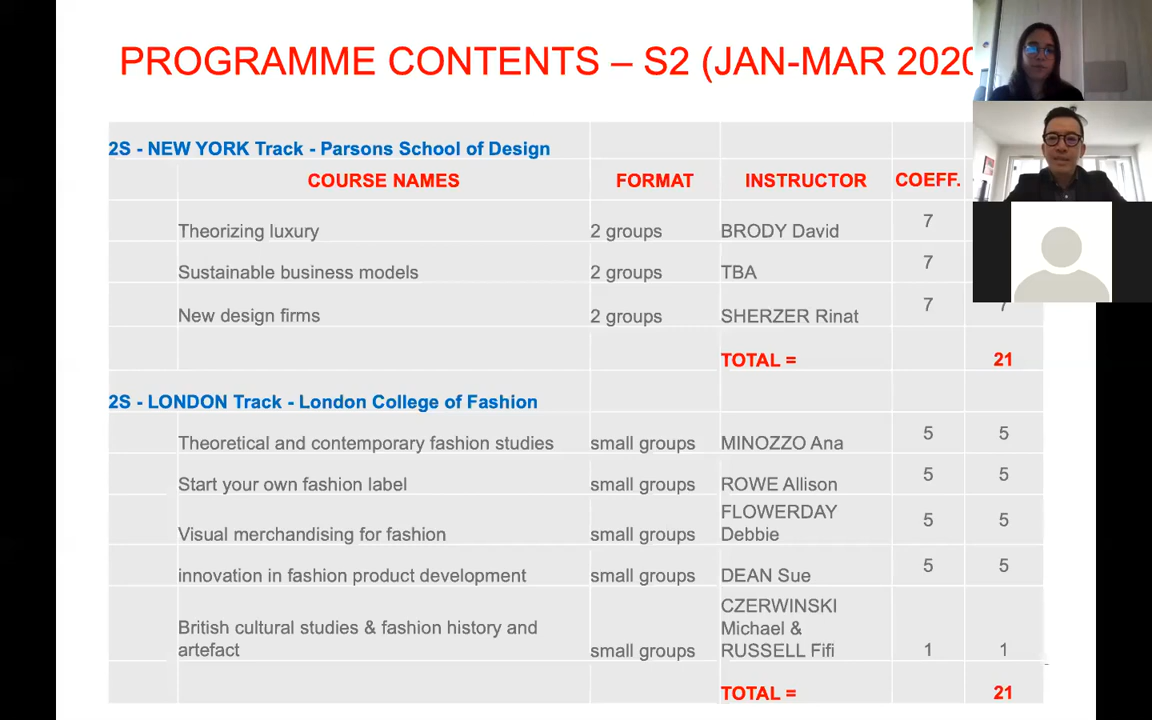 PROGRAMME CONTENTS – S2 (JAN-MAR 2020
2S - NEW YORK Track - Parsons School of Design
COURSE NAMES FORMAT INSTRUCTOR COEFF.
Theorizing luxury 2 groups BRODY David 7
Sustainable business models 2 groups TBA 7
New design firms 2 groups SHERZER Rinat 7 7
TOTAL = 21
2S - LONDON Track - London College of Fashion
Theoretical and contemporary fashion studies small groups MINOZZO Ana 5 5
Start your own fashion label small groups ROWE Allison 5 5
Visual merchandising for fashion small groups FLOWERDAY Debbie 5 5
innovation in fashion product development small groups DEAN Sue 5 5
British cultural studies & fashion history and artefact small groups CZERWINSKI Michael & RUSSELL Fifi 1 1
TOTAL = 21